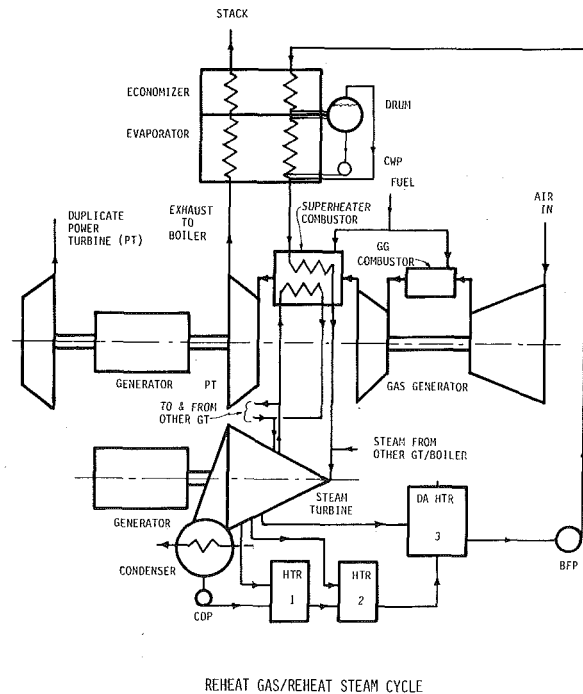 STACK
ECONOMIZER
EVAPORATOR
DRUM
CWP
FUEL
SUPERHEATER
COMBUSTOR
GG
COMBUSTOR
AIR
IN
DUPLICATE
POWER
TURBINE (PT)
EXHAUST
TO
BOILER
GENERATOR
PT
GAS GENERATOR
TO & FROM
OTHER GT
STEAM FROM
OTHER GT/BOILER
GENERATOR
STEAM
TURBINE
CONDENSER
COP
HTR
1
HTR
2
DA HTR
3
BFP
REHEAT GAS/REHEAT STEAM CYCLE